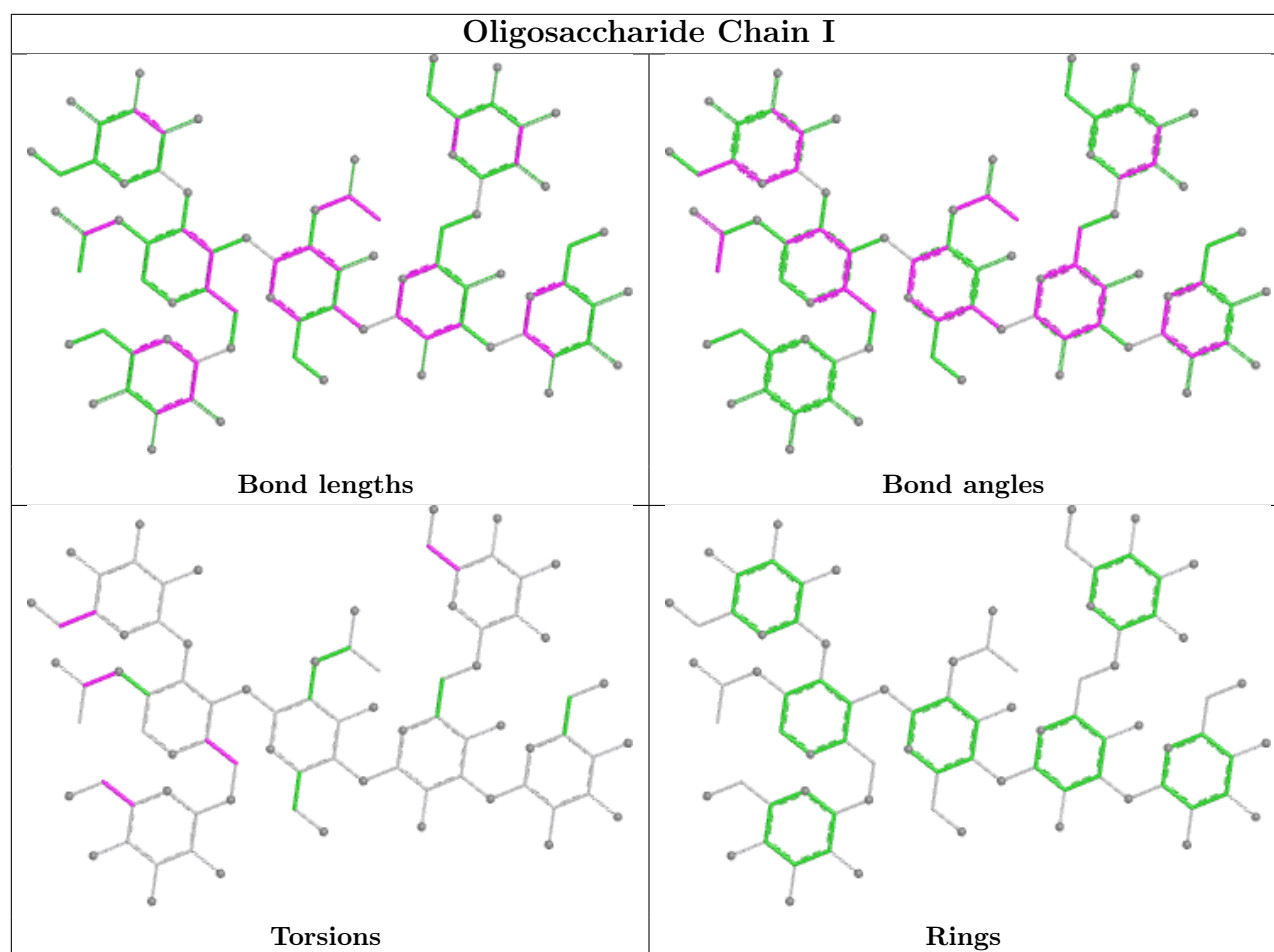 Oligosaccharide Chain I
Bond lengths
Bond angles
Torsions
Rings